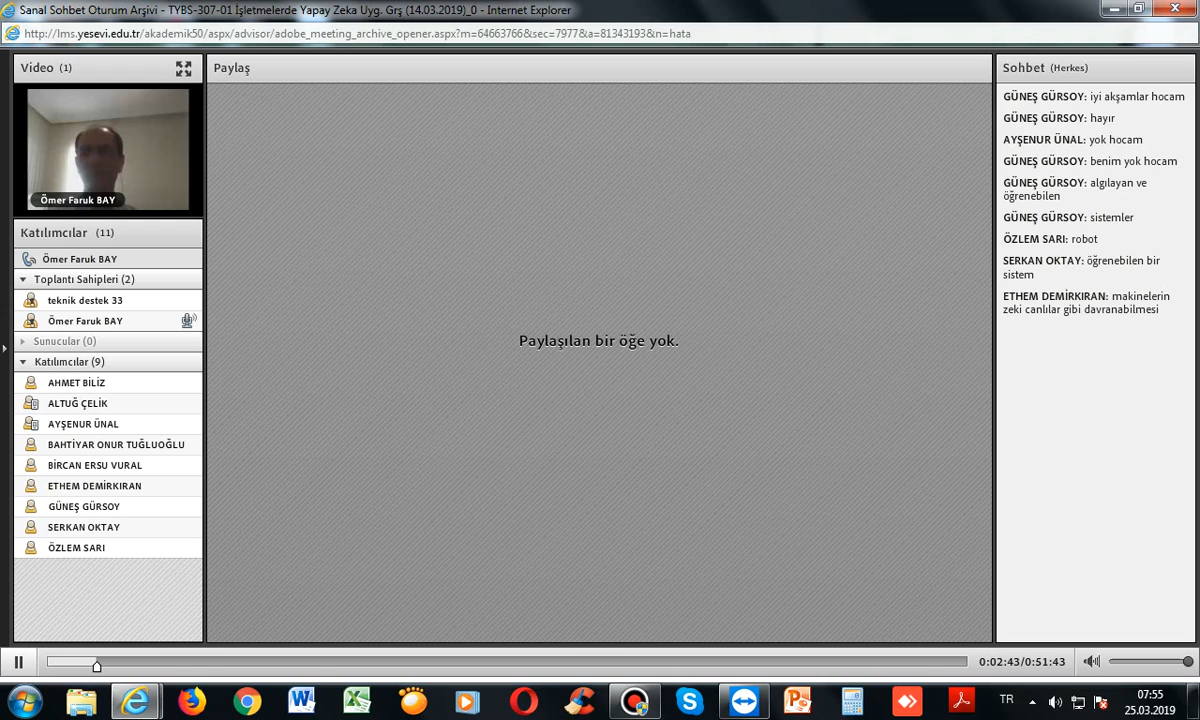 Sanal Sohbet Oturum Arşivi - TYBS-307-01 İşletmelerde Yapay Zeka Uyg. Grş (14.03.2019)_0 - Internet Explorer
http://lms.yesevi.edu.tr/akademik50/aspx/advisor/adobe_meeting_archive_opener.aspx?m=64663766&sec=7977&a=81343193&n=hata
Video (1)
Ömer Faruk BAY
Katılımcılar (11)
Ömer Faruk BAY
Toplantı Sahipleri (2)
teknik destek 33
Ömer Faruk BAY
Sunucular (0)
Katılımcılar (9)
AHMET BİLİZ
ALTUĞ ÇELİK
AYŞENUR ÜNAL
BAHTİYAR ONUR TUĞLUOĞLU
BİRCAN ERSU VURAL
ETHEM DEMİRKIRAN
GÜNEŞ GÜRSOY
SERKAN OKTAY
ÖZLEM SARI
Paylaş
Paylaşılan bir öğe yok.
Sohbet (Herkes)
GÜNEŞ GÜRSOY: iyi akşamlar hocam
GÜNEŞ GÜRSOY: hayır
AYŞENUR ÜNAL: yok hocam
GÜNEŞ GÜRSOY: benim yok hocam
GÜNEŞ GÜRSOY: algılayan ve
öğrenebilen
GÜNEŞ GÜRSOY: sistemler
ÖZLEM SARI: robot
SERKAN OKTAY: öğrenebilen bir
sistem
ETHEM DEMİRKIRAN: makinelerin
zeki canlılar gibi davranabilmesi
0:02:43/0:51:43
TR
07:55
25.03.2019